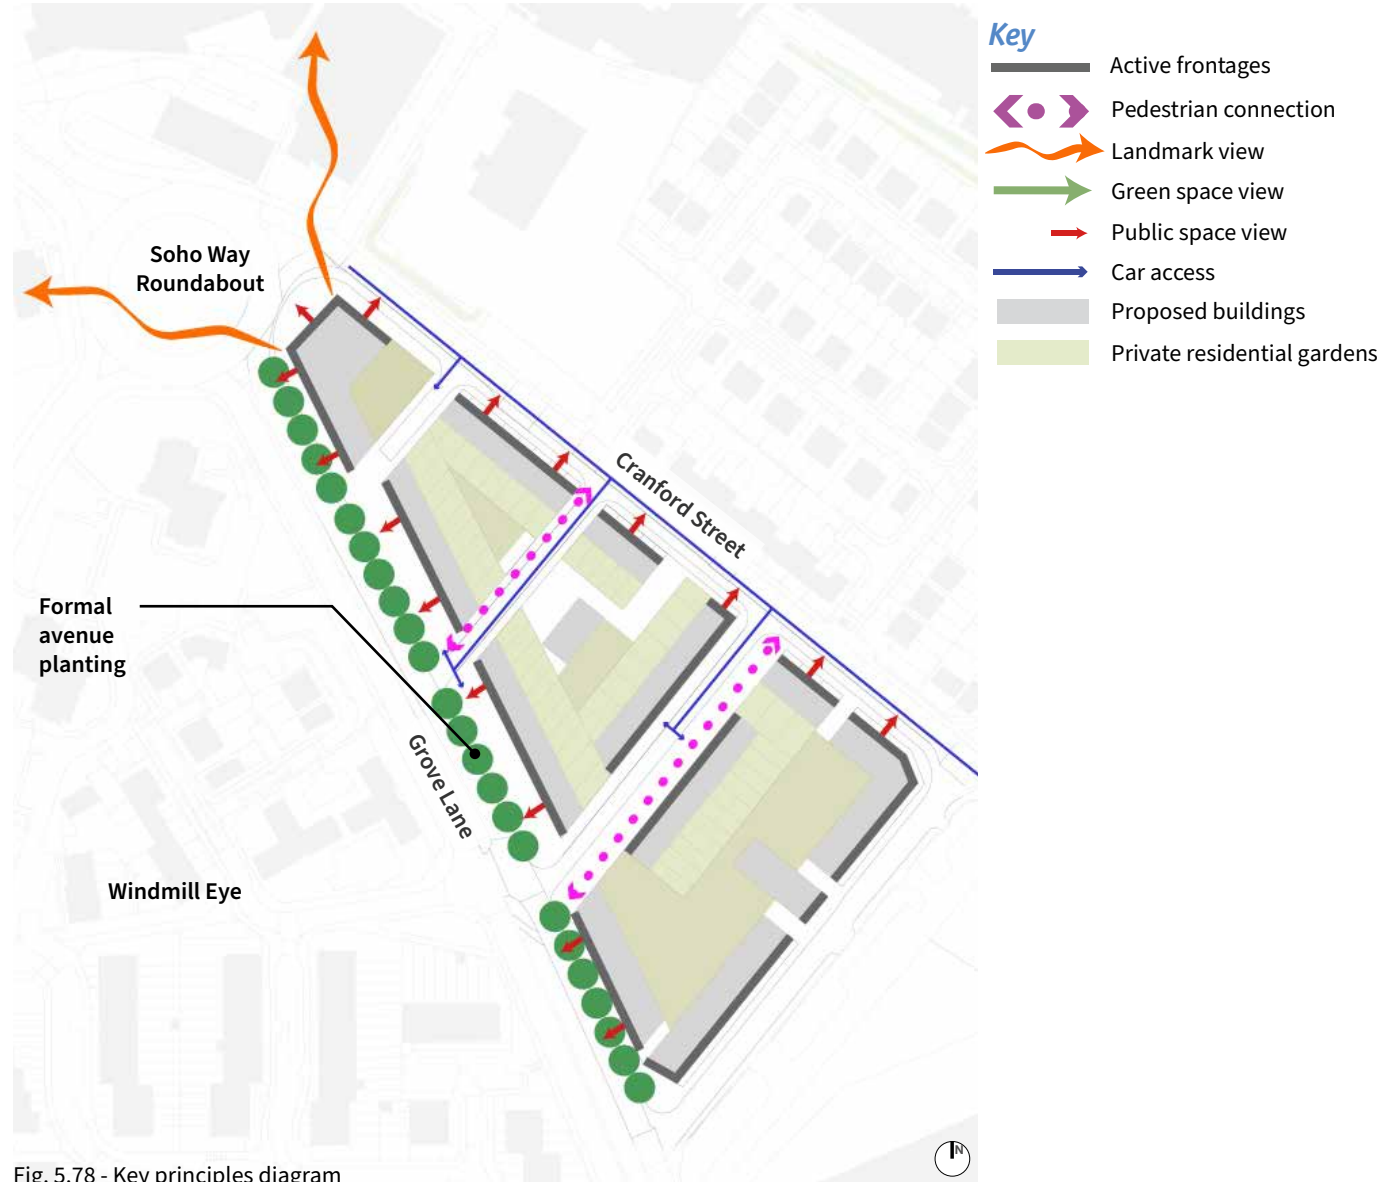 Key
Active frontages
Pedestrian connection
Landmark view
Green space view
Public space view
Car access
Proposed buildings
Private residential gardens
Soho Way
Roundabout
Cranford Street
Formal
avenue
planting
Grove Lane
Windmill Eye
N
Fig. 5.78 - Key principles diagram